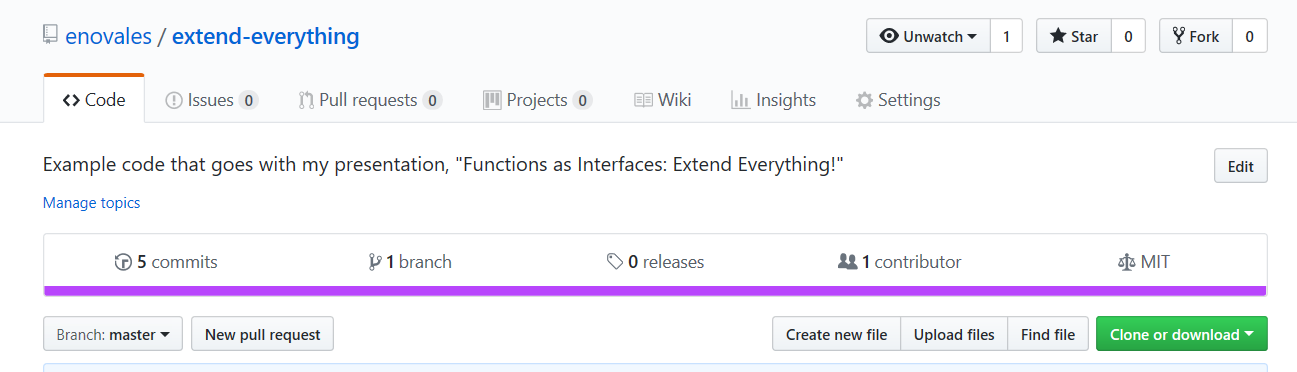 enovales / extend-everything Unwatch 1 Star 0 Fork 0
Code Issues 0 Pull requests 0 Projects 0 Wiki Insights Settings
Example code that goes with my presentation, "Functions as Interfaces: Extend Everything!" Edit
Manage topics
5 commits 1 branch 0 releases 1 contributor MIT
Branch: master New pull request Create new file Upload files Find file Clone or download